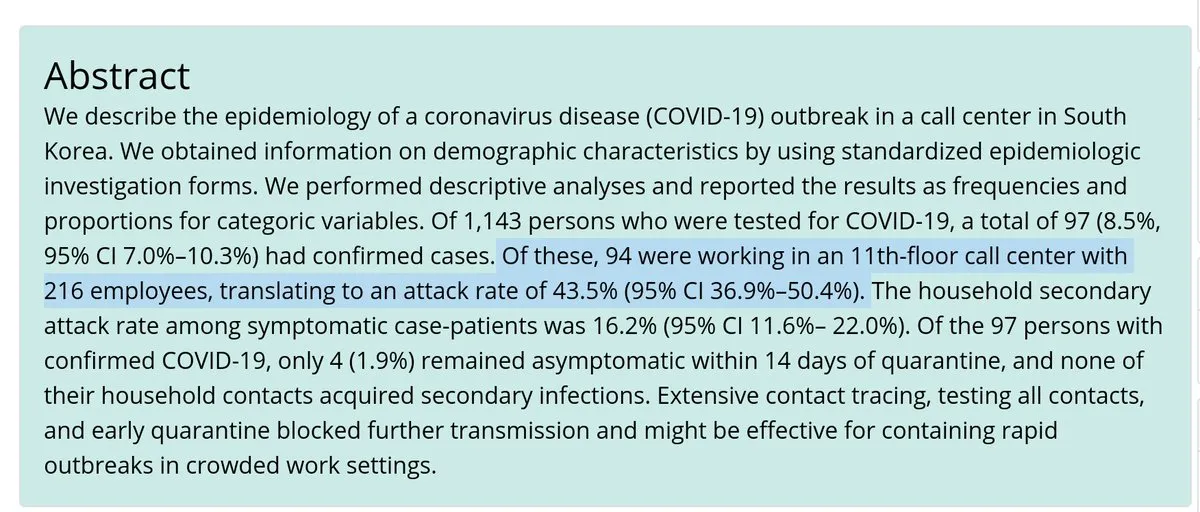 Abstract
We describe the epidemiology of a coronavirus disease (COVID-19) outbreak in a call center in South
Korea. We obtained information on demographic characteristics by using standardized epidemiologic
investigation forms. We performed descriptive analyses and reported the results as frequencies and
proportions for categoric variables. Of 1,143 persons who were tested for COVID-19, a total of 97 (8.5%,
95% CI 7.0%–10.3%) had confirmed cases. Of these, 94 were working in an 11th-floor call center with
216 employees, translating to an attack rate of 43.5% (95% CI 36.9%–50.4%). The household secondary
attack rate among symptomatic case-patients was 16.2% (95% CI 11.6%– 22.0%). Of the 97 persons with
confirmed COVID-19, only 4 (1.9%) remained asymptomatic within 14 days of quarantine, and none of
their household contacts acquired secondary infections. Extensive contact tracing, testing all contacts,
and early quarantine blocked further transmission and might be effective for containing rapid
outbreaks in crowded work settings.